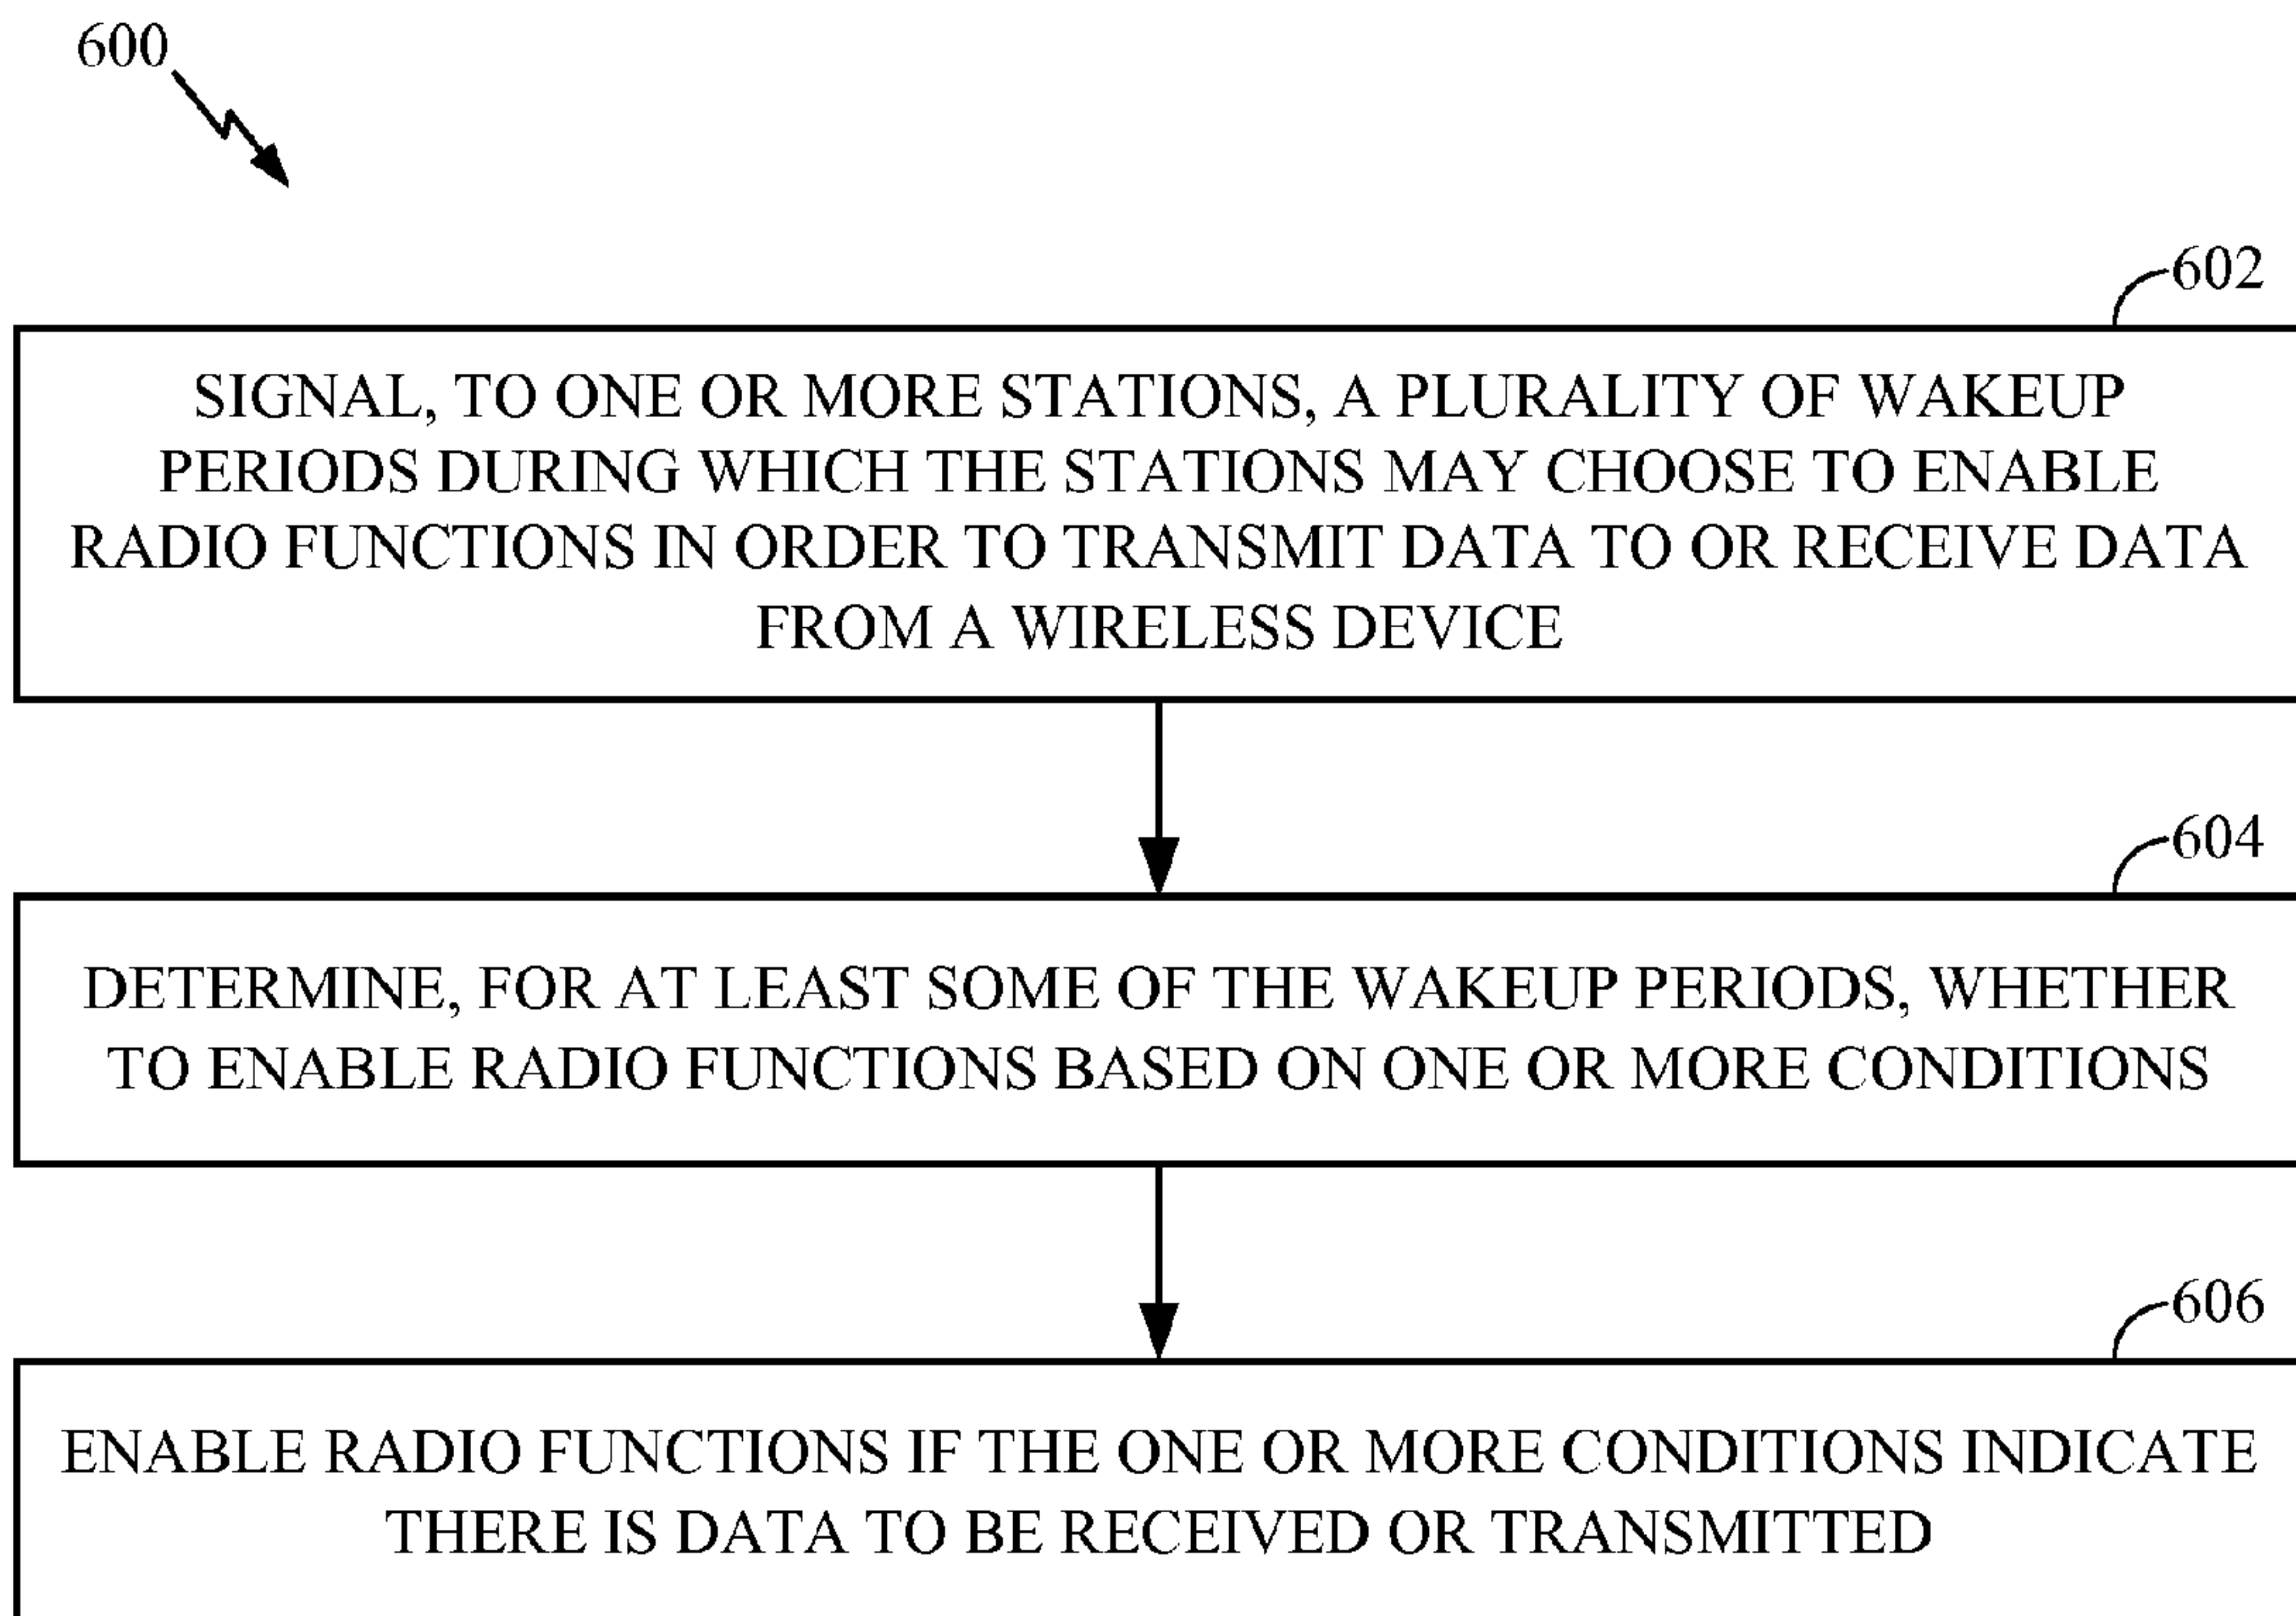 600
602
SIGNAL, TO ONE OR MORE STATIONS, A PLURALITY OF WAKEUP
PERIODS DURING WHICH THE STATIONS MAY CHOOSE TO ENABLE
RADIO FUNCTIONS IN ORDER TO TRANSMIT DATA TO OR RECEIVE DATA
FROM A WIRELESS DEVICE
604
DETERMINE, FOR AT LEAST SOME OF THE WAKEUP PERIODS, WHETHER
TO ENABLE RADIO FUNCTIONS BASED ON ONE OR MORE CONDITIONS
606
ENABLE RADIO FUNCTIONS IF THE ONE OR MORE CONDITIONS INDICATE
THERE IS DATA TO BE RECEIVED OR TRANSMITTED